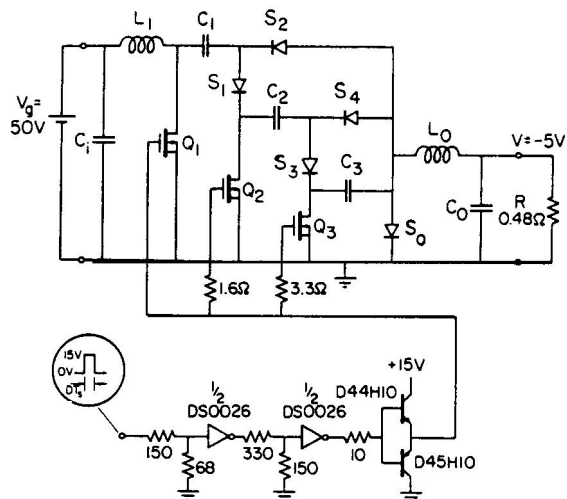 L₁ C₁ S₂
S₁ C₂ S₄
Vg= 50V
Ci
Q₁
Q₂
S₃ C₃
Q₃
L₀
V=-5V
C₀
R
0.48Ω
S₀
1.6Ω
3.3Ω
15V
0V
DTs
+15V
½ DS0026
½ DS0026
D44H10
D45H10
150
68
330
150
10